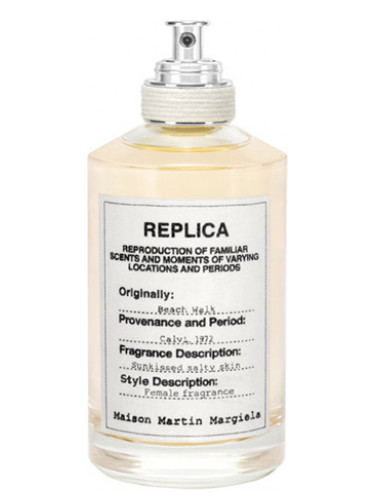 REPLICA
REPRODUCTION OF FAMILIAR
SCENTS AND MOMENTS OF VARYING
LOCATIONS AND PERIODS
Originally:
Beach Walk
Provenance and Period:
Calvi, 1972
Fragrance Description:
Sunkissed salty skin
Style Description:
Female fragrance
Maison Martin Margiela